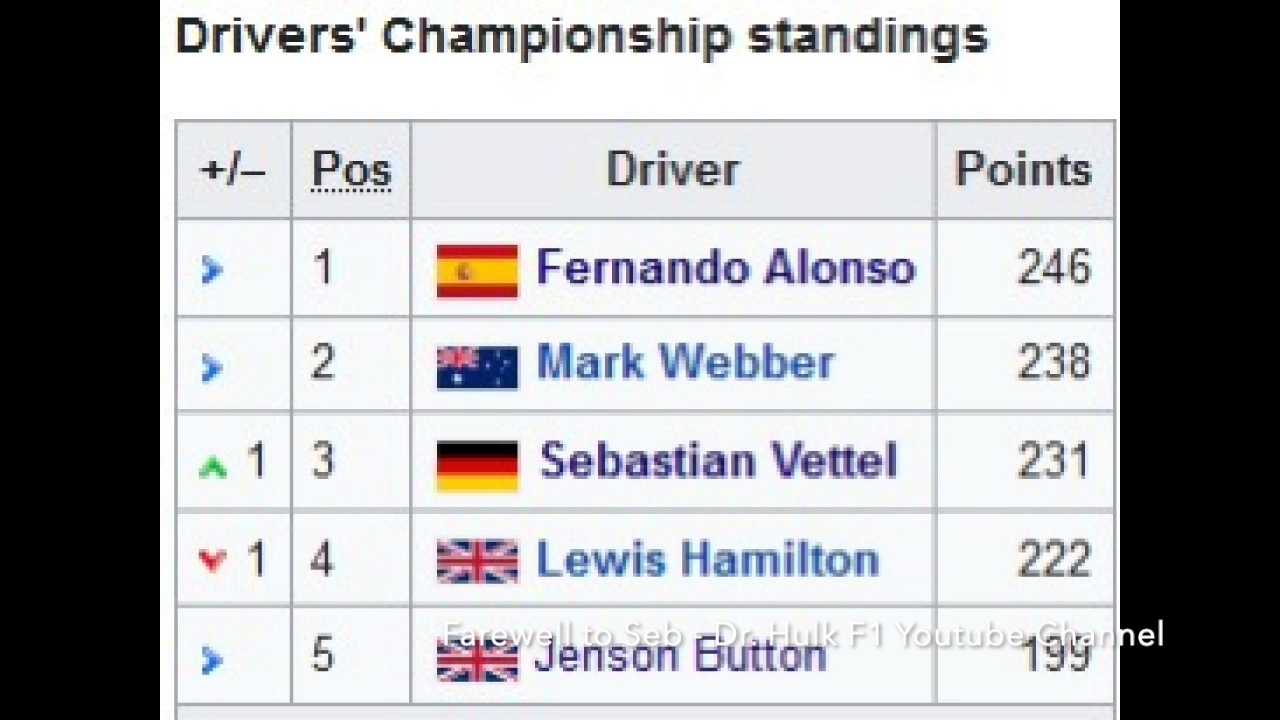 Drivers' Championship standings
+/– Pos Driver Points
1 Fernando Alonso 246
2 Mark Webber 238
1 3 Sebastian Vettel 231
1 4 Lewis Hamilton 222
Farewell to Seb - Dr. Hulk F1 Youtube Channel
5 Jenson Button 199